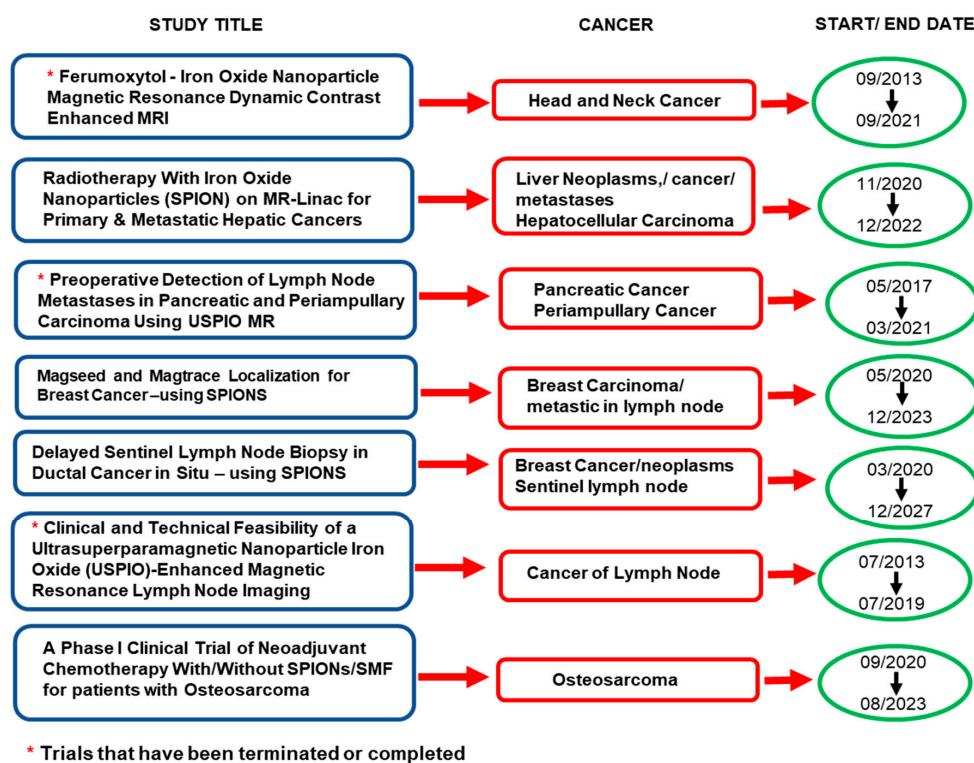 STUDY TITLE CANCER START/ END DATE
* Ferumoxytol - Iron Oxide Nanoparticle
Magnetic Resonance Dynamic Contrast
Enhanced MRI
Head and Neck Cancer
09/2013
09/2021
Radiotherapy With Iron Oxide
Nanoparticles (SPION) on MR-Linac for
Primary & Metastatic Hepatic Cancers
Liver Neoplasms,/ cancer/
metastases
Hepatocellular Carcinoma
11/2020
12/2022
* Preoperative Detection of Lymph Node
Metastases in Pancreatic and Periampullary
Carcinoma Using USPIO MR
Pancreatic Cancer
Periampullary Cancer
05/2017
03/2021
Magseed and Magtrace Localization for
Breast Cancer –using SPIONS
Breast Carcinoma/
metastic in lymph node
05/2020
12/2023
Delayed Sentinel Lymph Node Biopsy in
Ductal Cancer in Situ – using SPIONS
Breast Cancer/neoplasms
Sentinel lymph node
03/2020
12/2027
* Clinical and Technical Feasibility of a
Ultrasuperparamagnetic Nanoparticle Iron
Oxide (USPIO)-Enhanced Magnetic
Resonance Lymph Node Imaging
Cancer of Lymph Node
07/2013
07/2019
A Phase I Clinical Trial of Neoadjuvant
Chemotherapy With/Without SPIONs/SMF
for patients with Osteosarcoma
Osteosarcoma
09/2020
08/2023
* Trials that have been terminated or completed